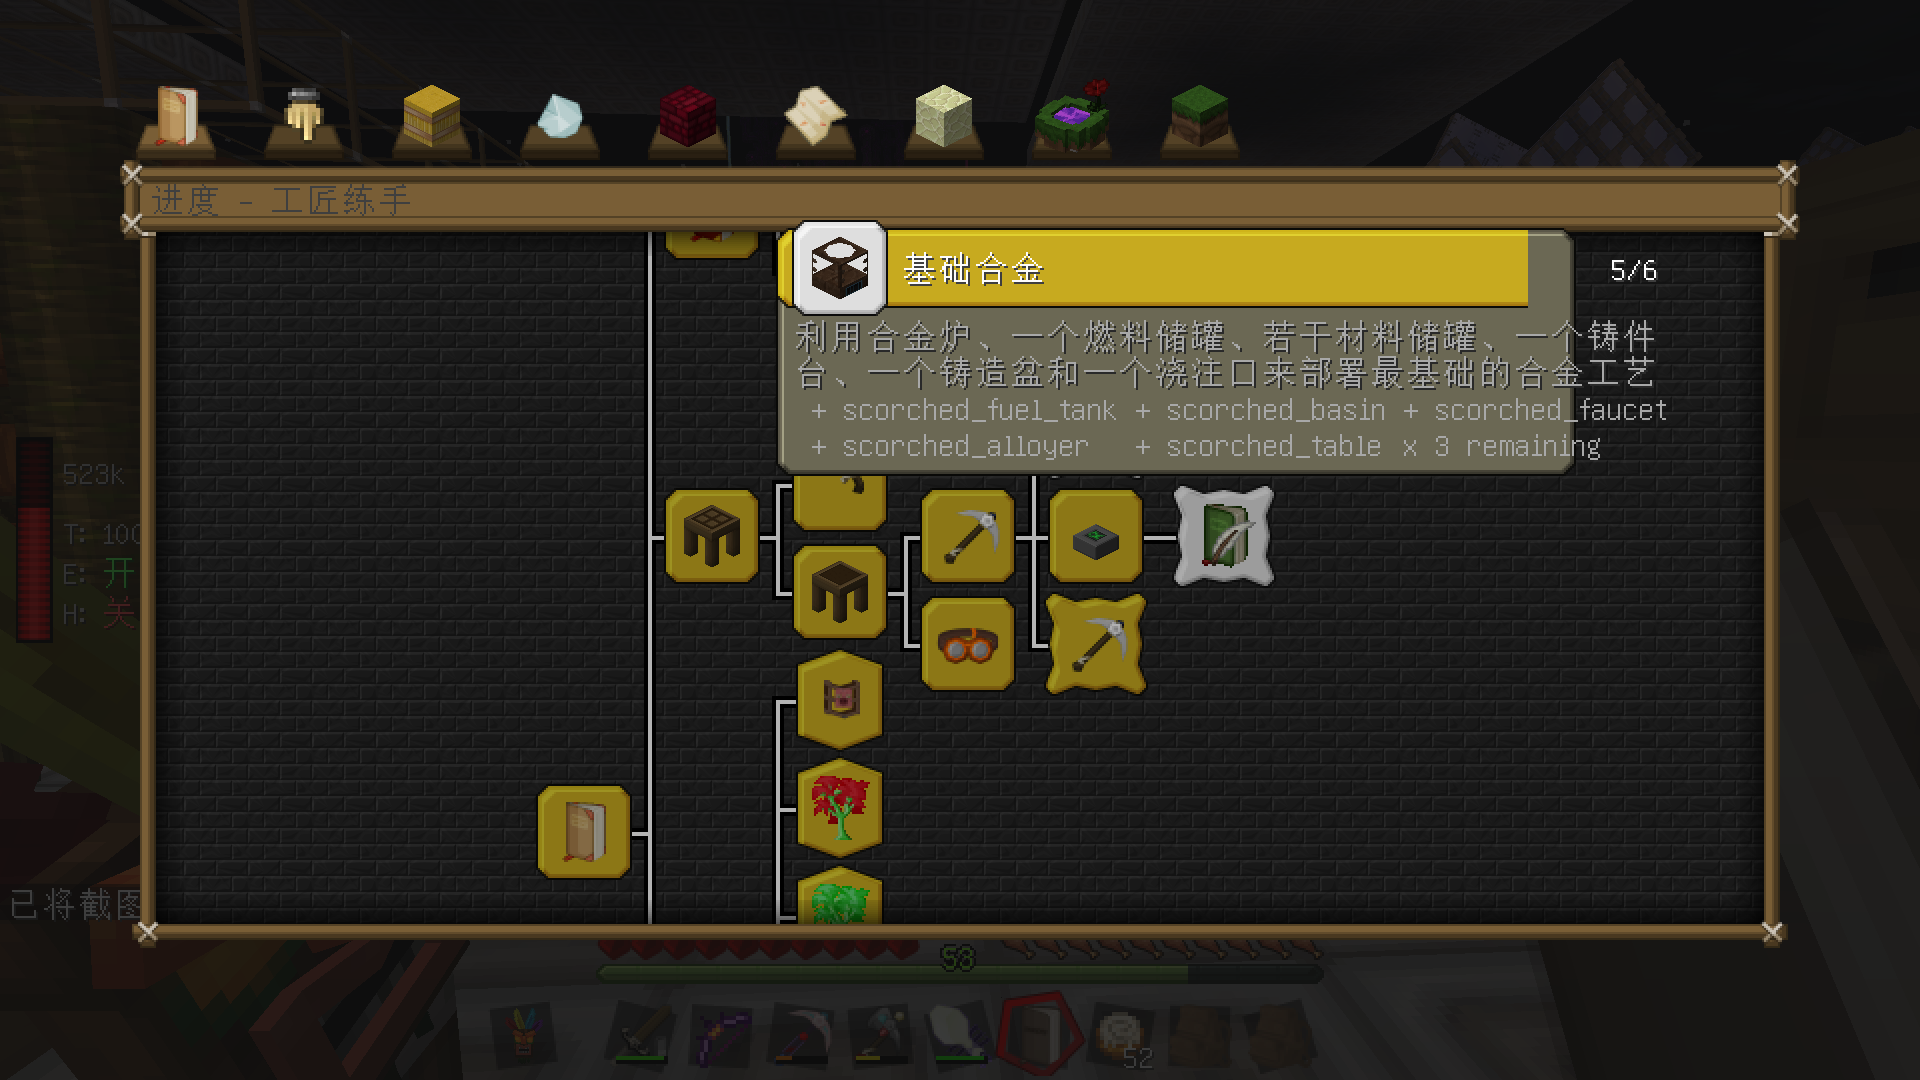 进度 - 工匠练手
基础合金 5/6
利用合金炉、一个燃料储罐、若干材料储罐、一个铸件
台、一个铸造盆和一个浇注口来部署最基础的合金工艺
+ scorched_fuel_tank + scorched_basin + scorched_faucet
+ scorched_alloyer + scorched_table x 3 remaining
523k
T: 100
E: 开
H: 关
已将截图
58
52